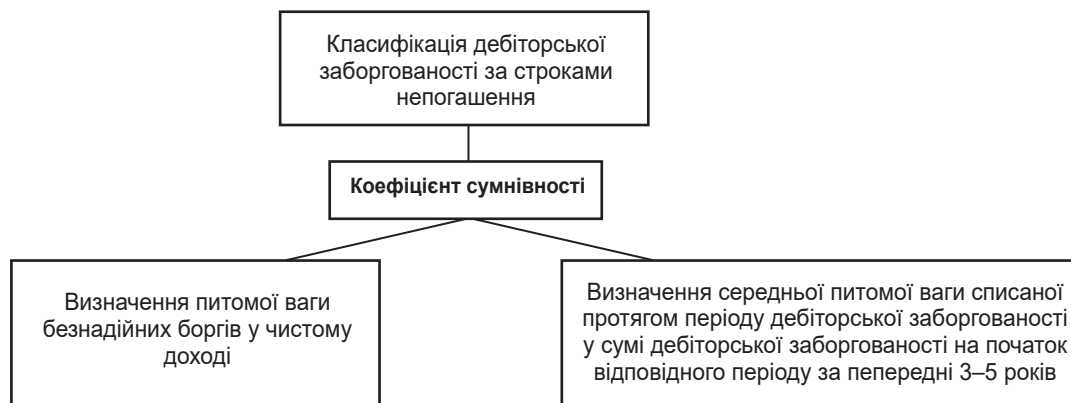 Класифікація дебіторської
заборгованості за строками
непогашення
Коефіцієнт сумнівності
Визначення питомої ваги
безнадійних боргів у чистому
доході
Визначення середньої питомої ваги списаної
протягом періоду дебіторської заборгованості
у сумі дебіторської заборгованості на початок
відповідного періоду за пепередні 3–5 років